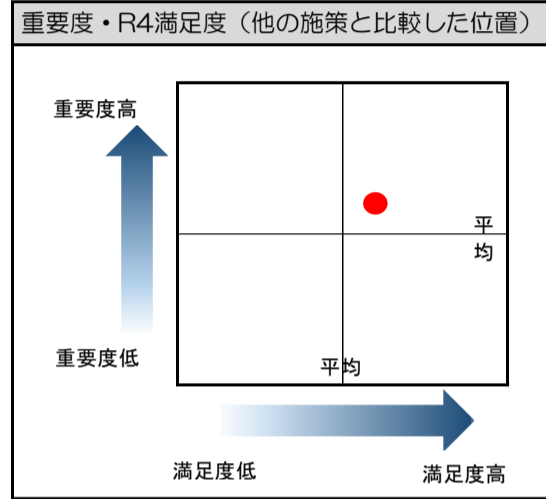 重要度・R4満足度（他の施策と比較した位置）
重要度高
平
均
重要度低
平均
満足度低
満足度高